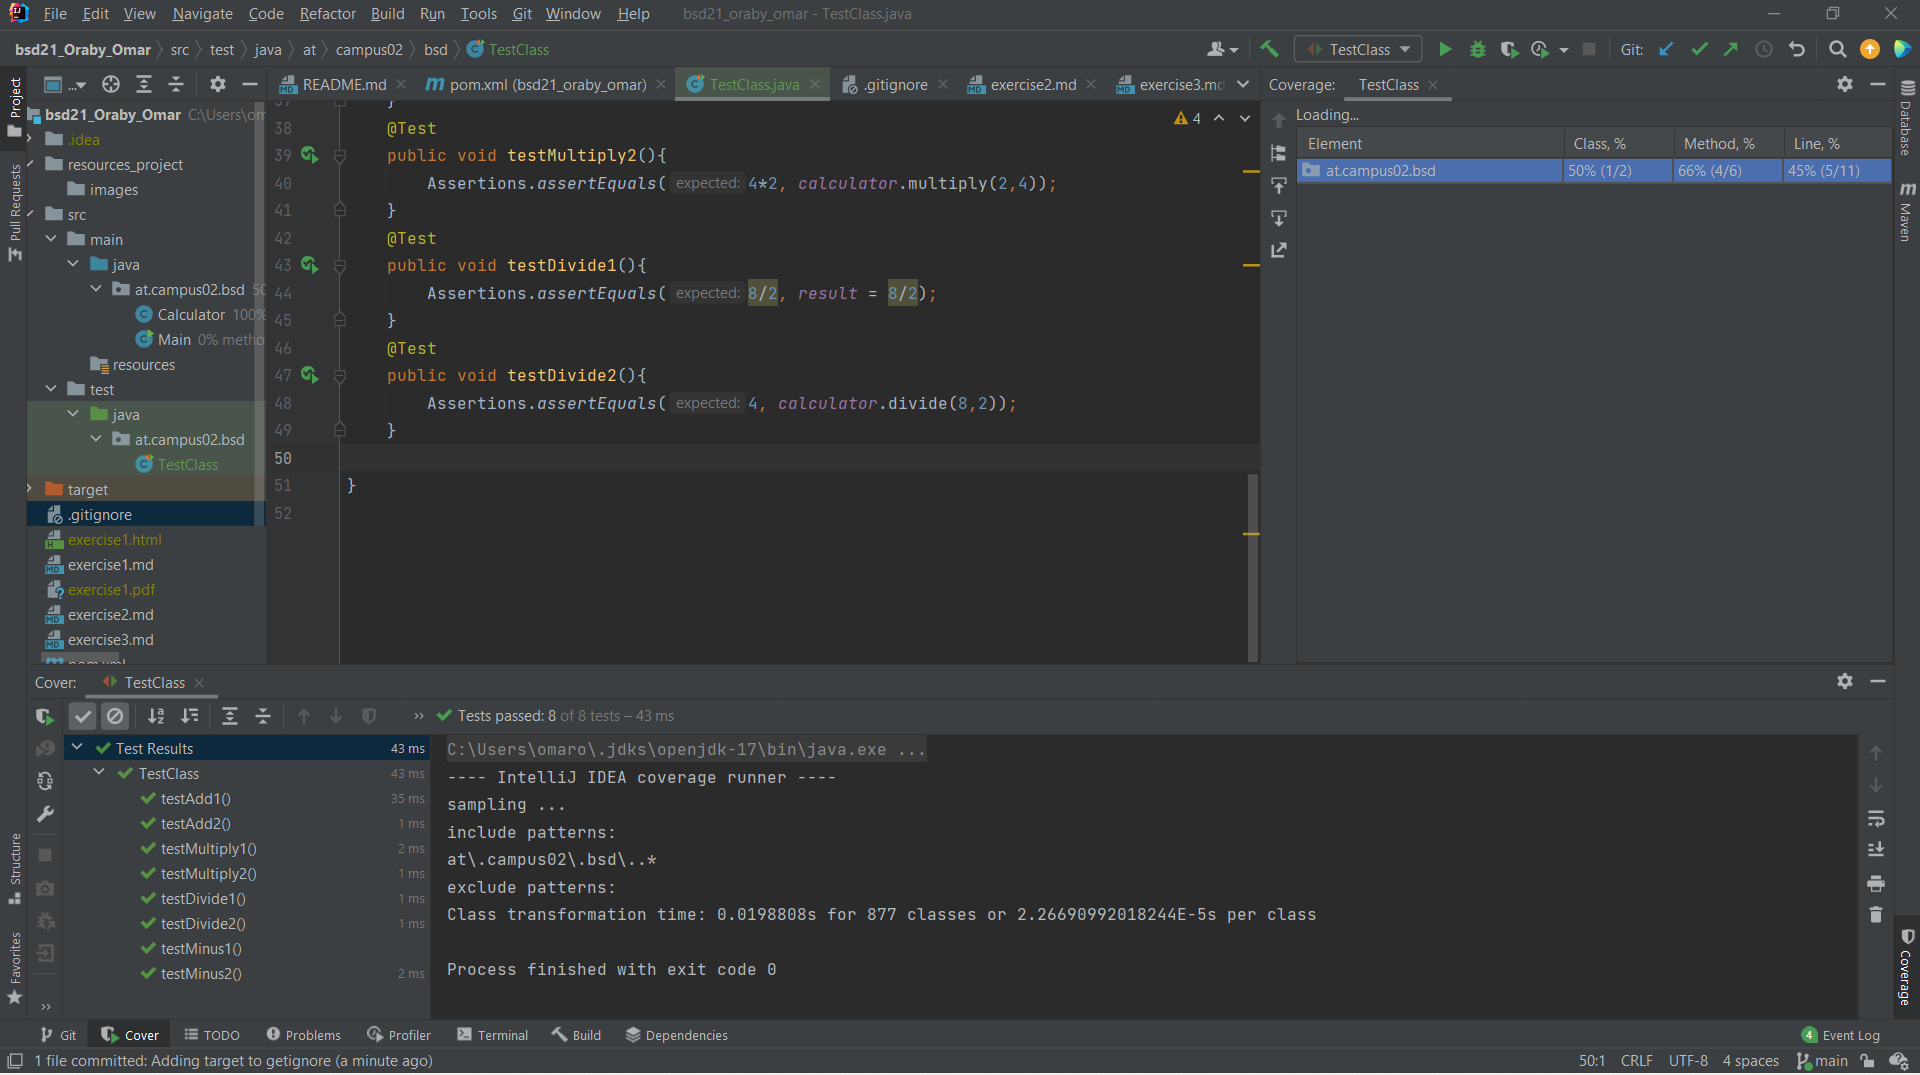 File Edit View Navigate Code Refactor Build Run Tools Git Window Help bsd21_oraby_omar - TestClass.java
bsd21_Oraby_Omar src test java at campus02 bsd TestClass
TestClass
Git:
Project
Pull Requests
Structure
Favorites
...
README.md
pom.xml (bsd21_oraby_omar)
TestClass.java
.gitignore
exercise2.md
exercise3.md
bsd21_Oraby_Omar C:\Users\om
.idea
resources_project
images
src
main
java
at.campus02.bsd 50
Calculator 100%
Main 0% metho
resources
test
java
at.campus02.bsd
TestClass
target
.gitignore
exercise1.html
exercise1.md
exercise1.pdf
exercise2.md
exercise3.md
pom.xml
37 }
38 @Test
39 public void testMultiply2(){
40 Assertions.assertEquals( expected: 4*2, calculator.multiply(2,4));
41 }
42 @Test
43 public void testDivide1(){
44 Assertions.assertEquals( expected: 8/2, result = 8/2);
45 }
46 @Test
47 public void testDivide2(){
48 Assertions.assertEquals( expected: 4, calculator.divide(8,2));
49 }
50
51 }
52
4
Coverage: TestClass
Loading...
Element Class, % Method, % Line, %
at.campus02.bsd 50% (1/2) 66% (4/6) 45% (5/11)
Database
Maven
Coverage
Cover: TestClass
Tests passed: 8 of 8 tests – 43 ms
Test Results 43 ms
TestClass 43 ms
testAdd1() 35 ms
testAdd2() 1 ms
testMultiply1() 2 ms
testMultiply2() 1 ms
testDivide1() 1 ms
testDivide2() 1 ms
testMinus1()
testMinus2() 2 ms
C:\Users\omaro\.jdks\openjdk-17\bin\java.exe ...
---- IntelliJ IDEA coverage runner ----
sampling ...
include patterns:
at\.campus02\.bsd\..*
exclude patterns:
Class transformation time: 0.0198808s for 877 classes or 2.26690992018244E-5s per class
Process finished with exit code 0
Git Cover TODO Problems Profiler Terminal Build Dependencies
4 Event Log
1 file committed: Adding target to getignore (a minute ago)
50:1 CRLF UTF-8 4 spaces main